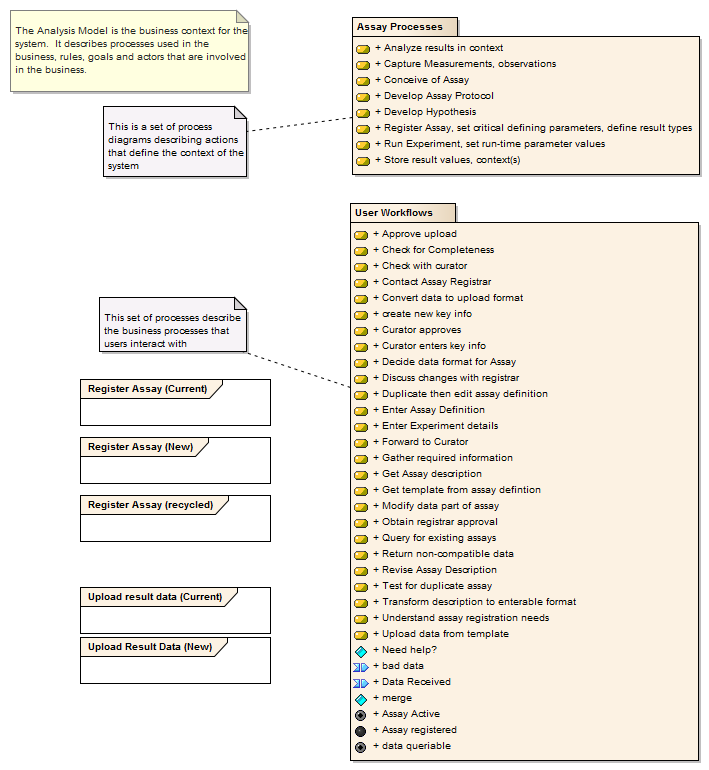 The Analysis Model is the business context for the
system.  It describes processes used in the
business, rules, goals and actors that are involved
in the business.
This is a set of process
diagrams describing actions
that define the context of the
system
Assay Processes
+ Analyze results in context
+ Capture Measurements, observations
+ Conceive of Assay
+ Develop Assay Protocol
+ Develop Hypothesis
+ Register Assay, set critical defining parameters, define result types
+ Run Experiment, set run-time parameter values
+ Store result values, context(s)
This set of processes describe
the business processes that
users interact with
Register Assay (Current)
Register Assay (New)
Register Assay (recycled)
Upload result data (Current)
Upload Result Data (New)
User Workflows
+ Approve upload
+ Check for Completeness
+ Check with curator
+ Contact Assay Registrar
+ Convert data to upload format
+ create new key info
+ Curator approves
+ Curator enters key info
+ Decide data format for Assay
+ Discuss changes with registrar
+ Duplicate then edit assay definition
+ Enter Assay Definition
+ Enter Experiment details
+ Forward to Curator
+ Gather required information
+ Get Assay description
+ Get template from assay defintion
+ Modify data part of assay
+ Obtain registrar approval
+ Query for existing assays
+ Return non-compatible data
+ Revise Assay Description
+ Test for duplicate assay
+ Transform description to enterable format
+ Understand assay registration needs
+ Upload data from template
+ Need help?
+ bad data
+ Data Received
+ merge
+ Assay Active
+ Assay registered
+ data queriable